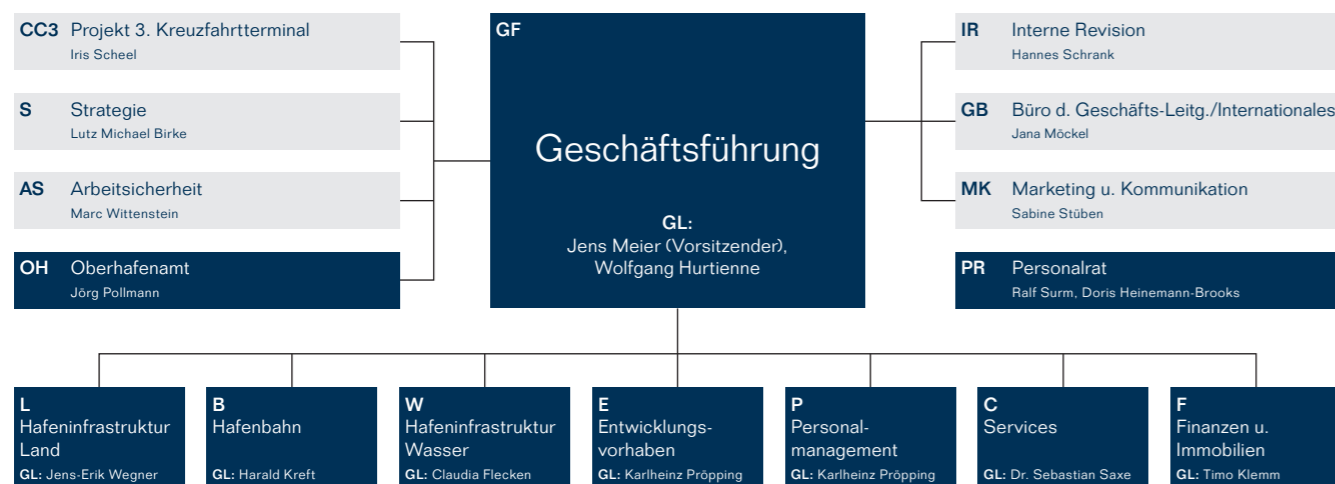 CC3 Projekt 3. Kreuzfahrtterminal
Iris Scheel
S Strategie
Lutz Michael Birke
AS Arbeitsicherheit
Marc Wittenstein
OH Oberhafenamt
Jörg Pollmann
GF
Geschäftsführung
GL:
Jens Meier (Vorsitzender),
Wolfgang Hurtienne
IR Interne Revision
Hannes Schrank
GB Büro d. Geschäfts-Leitg./Internationales
Jana Möckel
MK Marketing u. Kommunikation
Sabine Stüben
PR Personalrat
Ralf Surm, Doris Heinemann-Brooks
L
Hafeninfrastruktur
Land
GL: Jens-Erik Wegner
B
Hafenbahn
GL: Harald Kreft
W
Hafeninfrastruktur
Wasser
GL: Claudia Flecken
E
Entwicklungs-
vorhaben
GL: Karlheinz Pröpping
P
Personal-
management
GL: Karlheinz Pröpping
C
Services
GL: Dr. Sebastian Saxe
F
Finanzen u.
Immobilien
GL: Timo Klemm